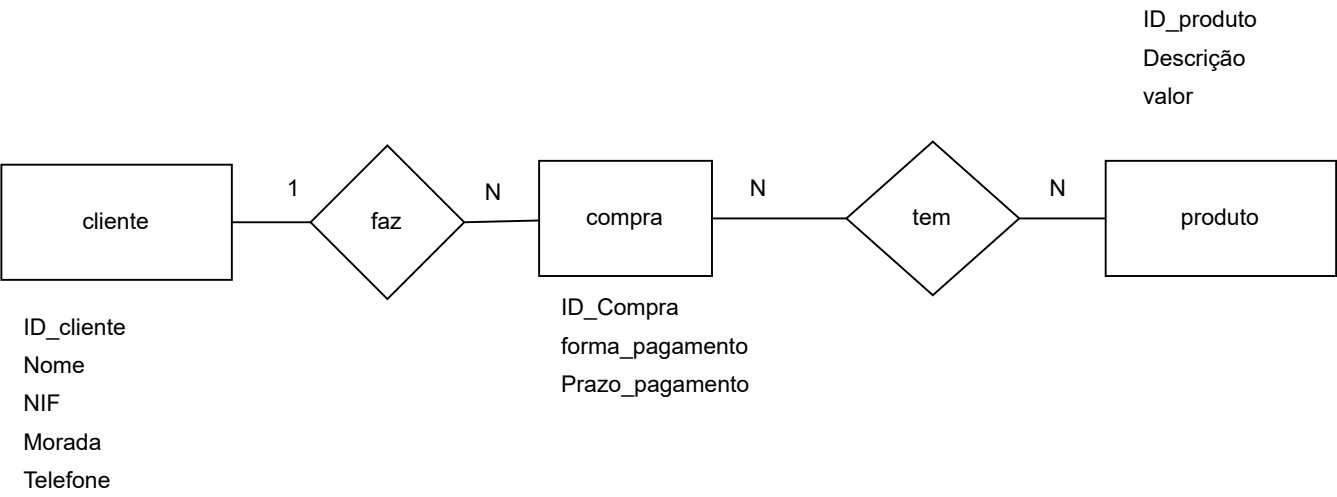 ID_produto
Descrição
valor
1
N
N
N
cliente
faz
compra
tem
produto
ID_cliente
Nome
NIF
Morada
Telefone
ID_Compra
forma_pagamento
Prazo_pagamento